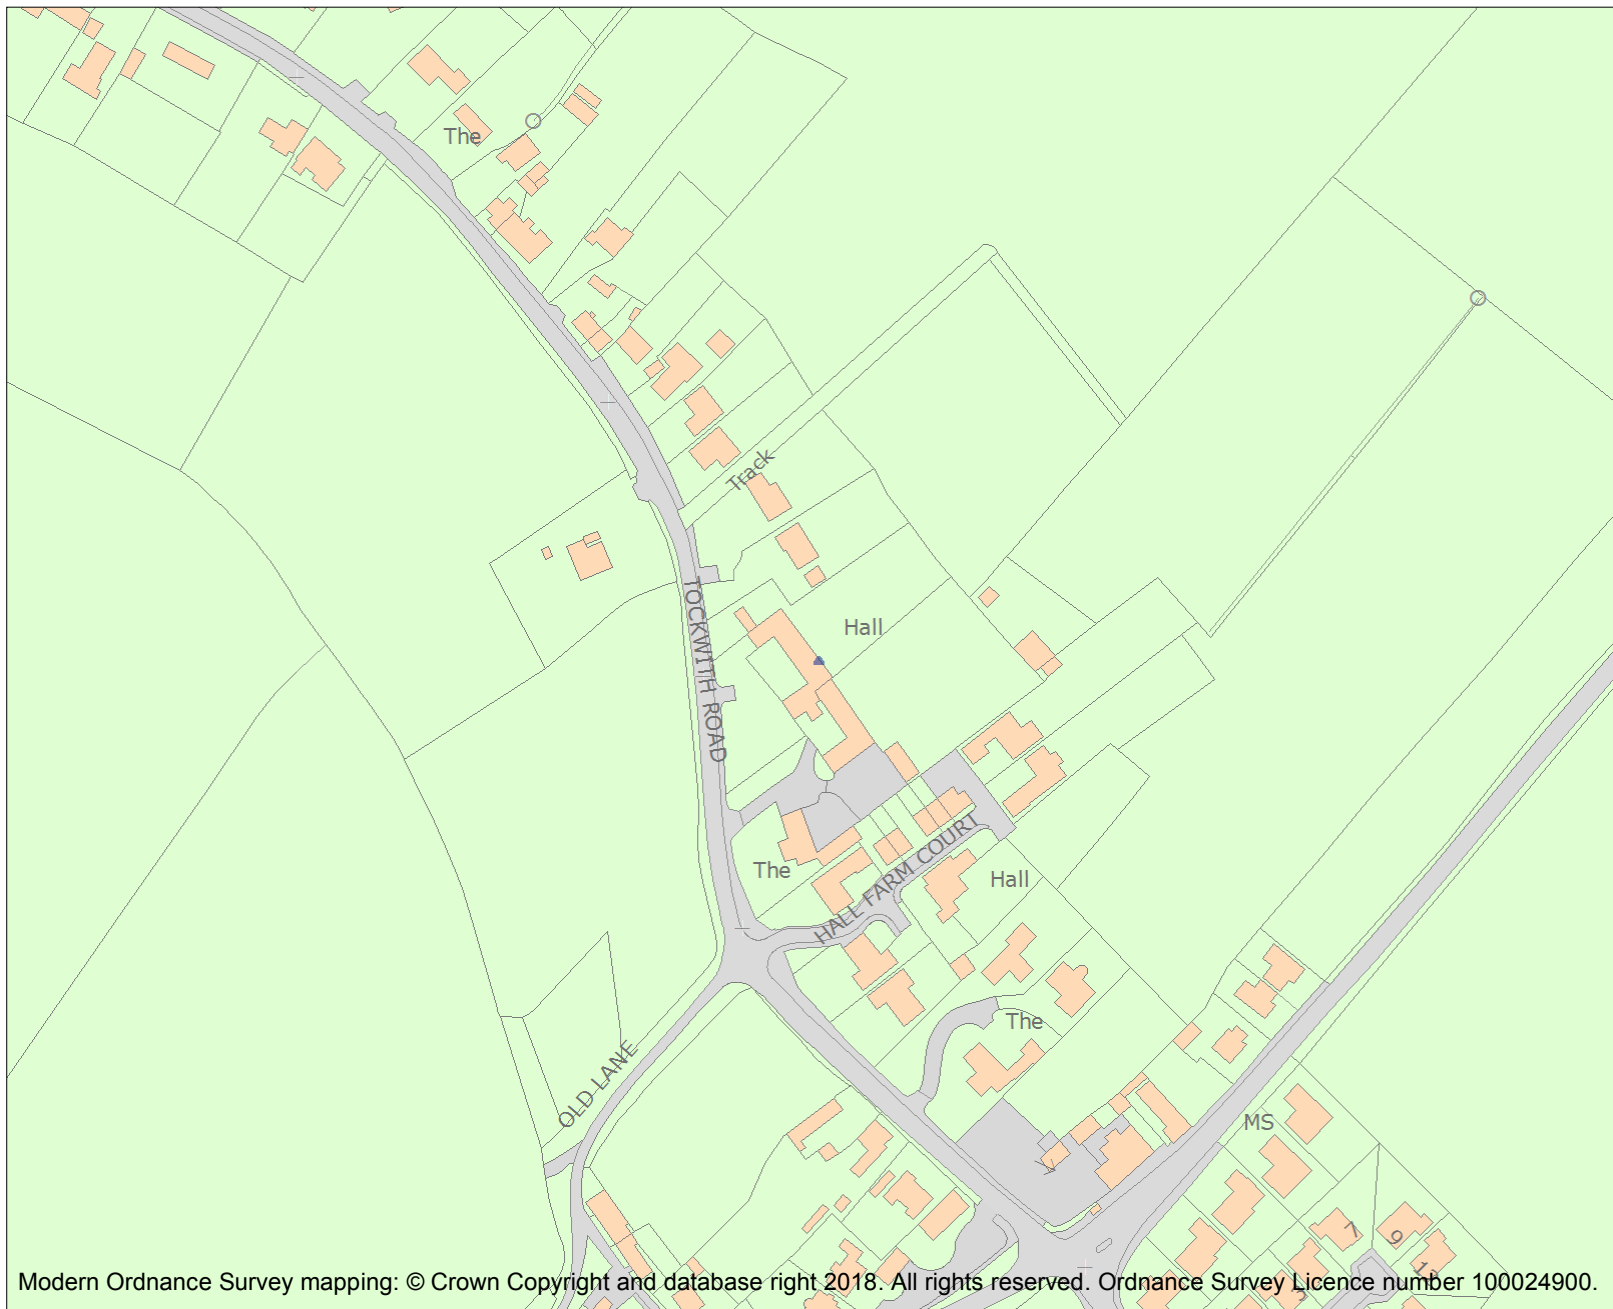 The
Track
Hall
TOCKWITH ROAD
The
HALL FARM COURT
Hall
The
OLD LANE
MS
7
9
Modern Ordnance Survey mapping: © Crown Copyright and database right 2018. All rights reserved. Ordnance Survey Licence number 100024900.